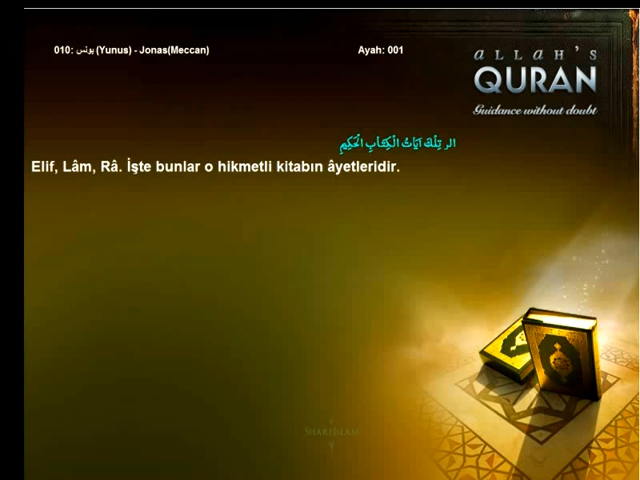 010: يونس (Yunus) - Jonas(Meccan)
Ayah: 001
ALLAH'S
QURAN
Guidance without doubt
الر تِلْكَ آيَاتُ الْكِتَابِ الْحَكِيمِ
Elif, Lâm, Râ. İşte bunlar o hikmetli kitabın âyetleridir.
SHAREISLAM